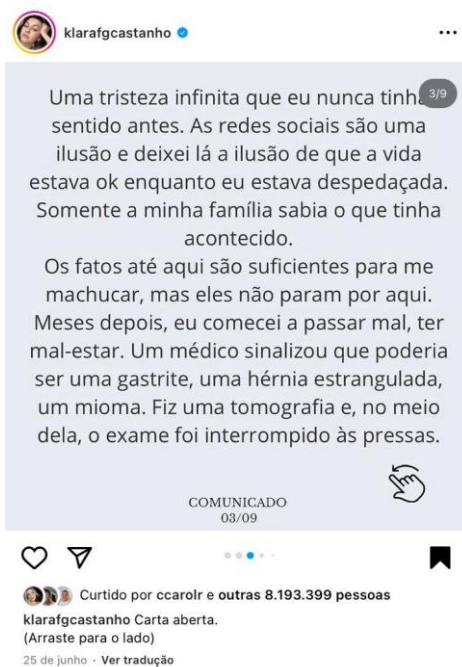 klarafgcastanho
3/9
Uma tristeza infinita que eu nunca tinha
sentido antes. As redes sociais são uma
ilusão e deixei lá a ilusão de que a vida
estava ok enquanto eu estava despedaçada.
Somente a minha família sabia o que tinha
acontecido.
Os fatos até aqui são suficientes para me
machucar, mas eles não param por aqui.
Meses depois, eu comecei a passar mal, ter
mal-estar. Um médico sinalizou que poderia
ser uma gastrite, uma hérnia estrangulada,
um mioma. Fiz uma tomografia e, no meio
dela, o exame foi interrompido às pressas.
COMUNICADO
03/09
Curtido por ccarolr e outras 8.193.399 pessoas
klarafgcastanho Carta aberta.
(Arraste para o lado)
25 de junho · Ver tradução